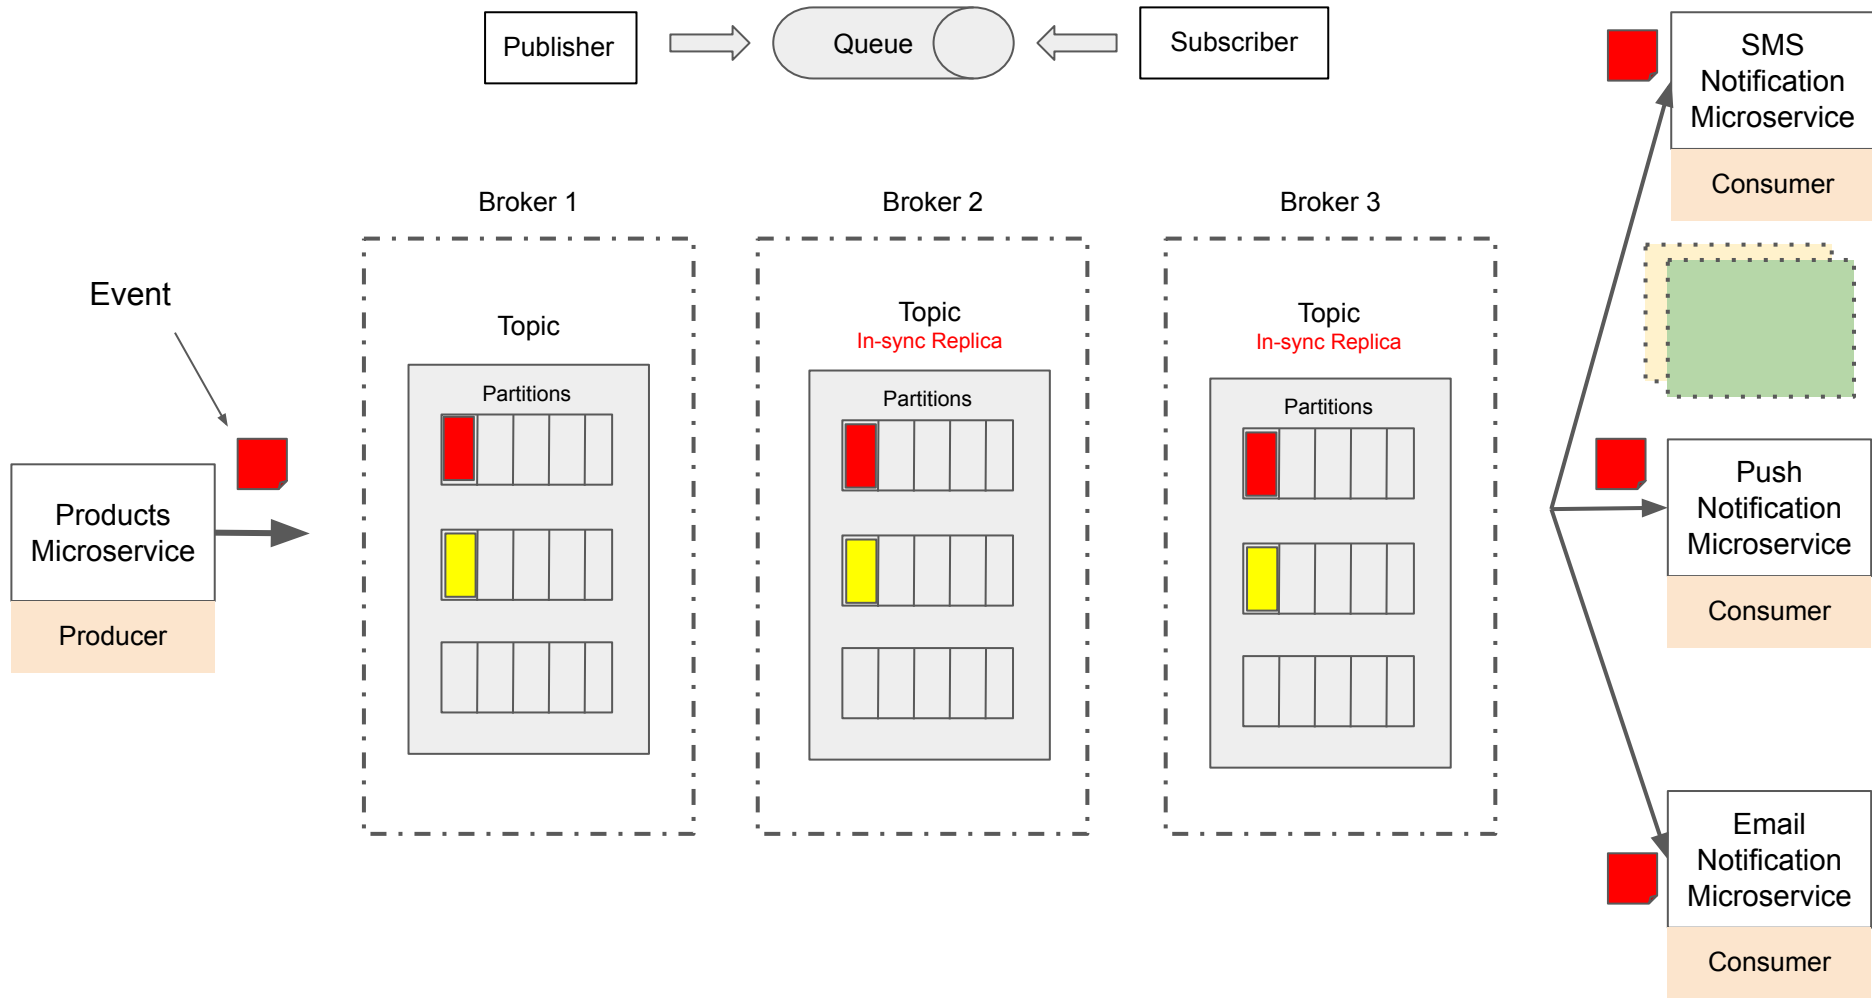 Publisher
Queue
Subscriber
SMS
Notification
Microservice
Consumer
Broker 1
Broker 2
Broker 3
Event
Topic
Topic
In-sync Replica
Topic
In-sync Replica
Partitions
Partitions
Partitions
Products
Microservice
Producer
Push
Notification
Microservice
Consumer
Email
Notification
Microservice
Consumer